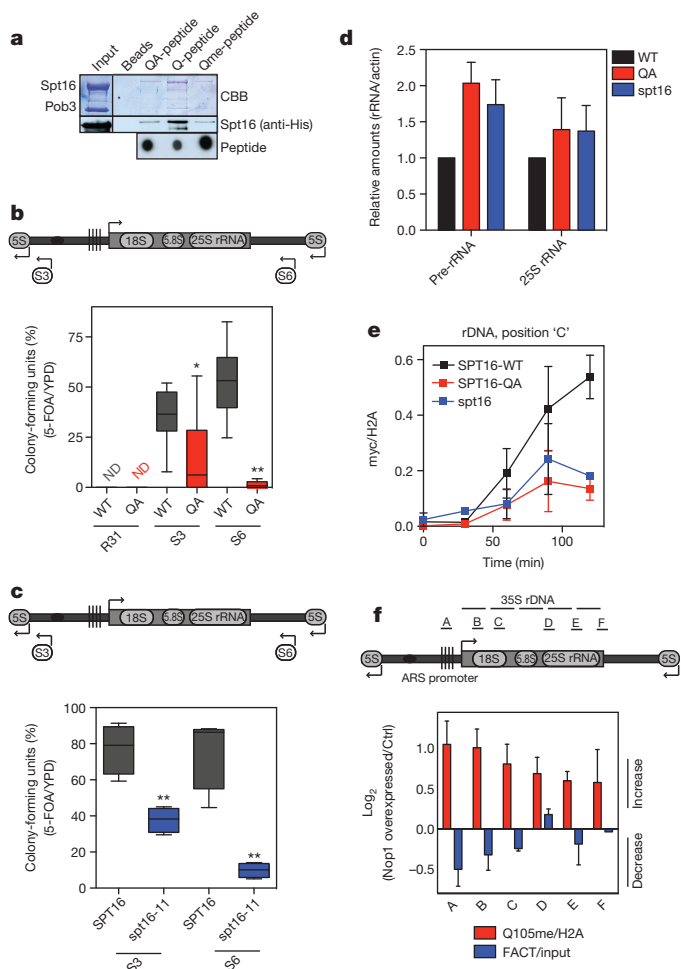 a
Input
Beads
QA-peptide
Q-peptide
Qme-peptide
Spt16
Pob3
CBB
Spt16 (anti-His)
Peptide
b
5S
18S
5.8S
25S rRNA
5S
S3
S6
Colony-forming units (%)
(5-FOA/YPD)
75
50
25
0
ND
ND
*
**
WT
QA
WT
QA
WT
QA
R31
S3
S6
c
5S
18S
5.8S
25S rRNA
5S
S3
S6
Colony-forming units (%)
(5-FOA/YPD)
100
80
60
40
20
0
**
**
SPT16
spt16-11
SPT16
spt16-11
S3
S6
d
WT
QA
spt16
Relative amounts (rRNA/actin)
2.5
2.0
1.5
1.0
0.5
0
Pre-rRNA
25S rRNA
e
rDNA, position ‘C’
SPT16-WT
SPT16-QA
spt16
myc/H2A
0.6
0.4
0.2
0.0
0
50
100
Time (min)
f
35S rDNA
A
B
C
D
E
F
5S
18S
5.8S
25S rRNA
5S
ARS promoter
Log2
(Nop1 overexpressed/Ctrl)
1.0
0.5
0
−0.5
Increase
Decrease
A
B
C
D
E
F
Q105me/H2A
FACT/input